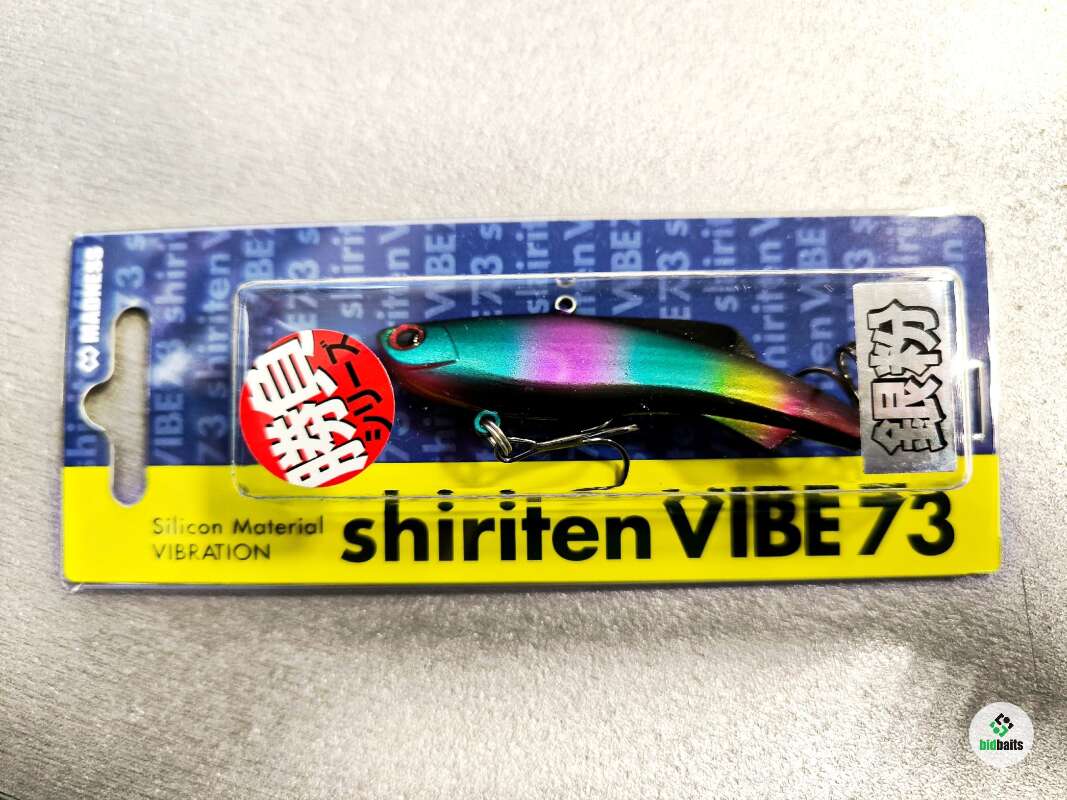 MADNESS
勝負
シリーズ
銀粉
Silicon Material
VIBRATION
shiriten VIBE 73
bidbaits